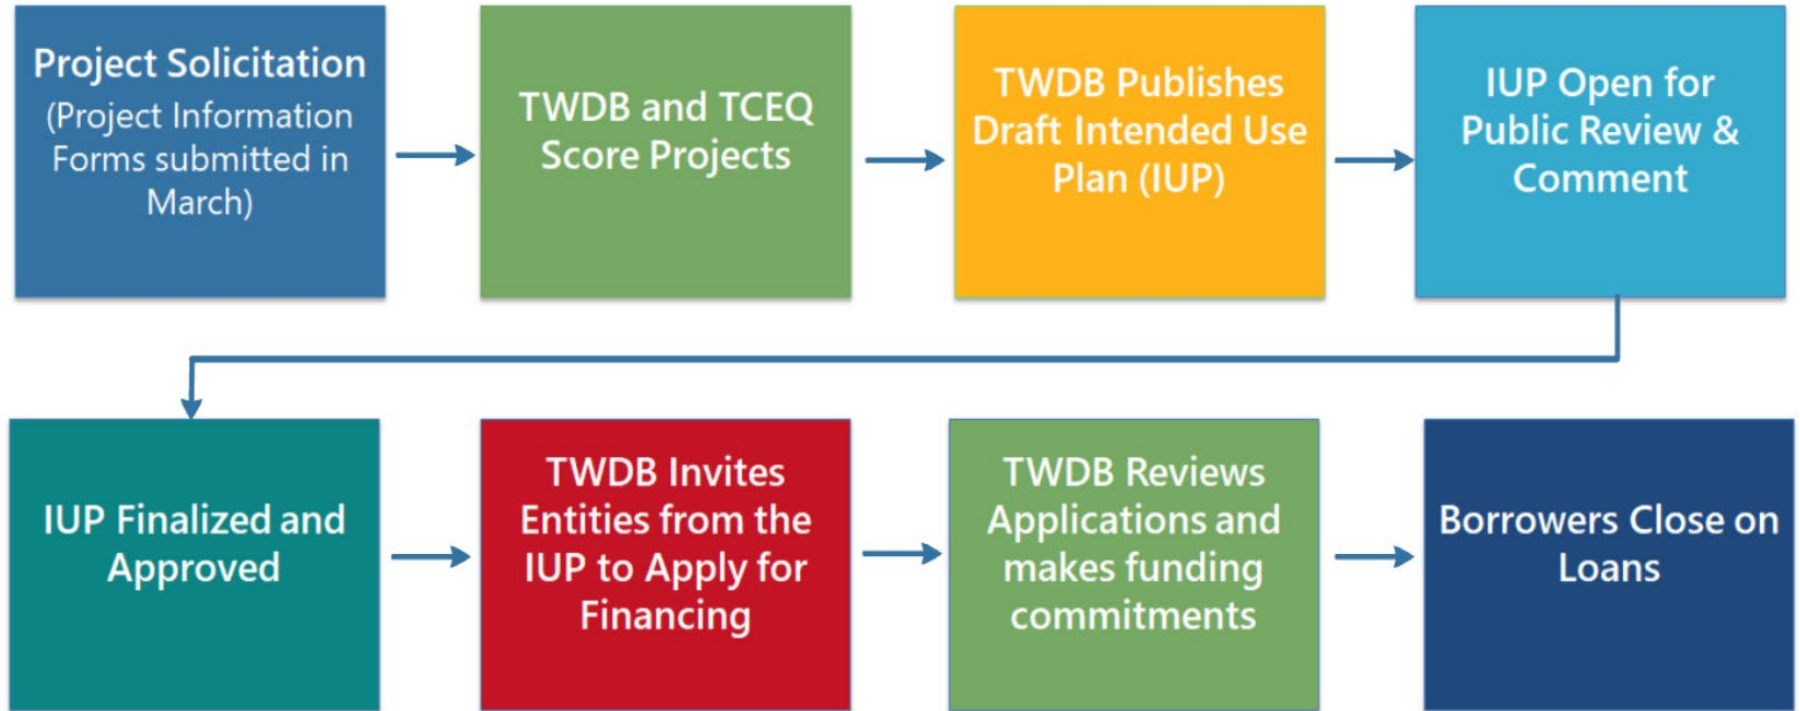 Project Solicitation
(Project Information
Forms submitted in
March)
TWDB and TCEQ
Score Projects
TWDB Publishes
Draft Intended Use
Plan (IUP)
IUP Open for
Public Review &
Comment
IUP Finalized and
Approved
TWDB Invites
Entities from the
IUP to Apply for
Financing
TWDB Reviews
Applications and
makes funding
commitments
Borrowers Close on
Loans